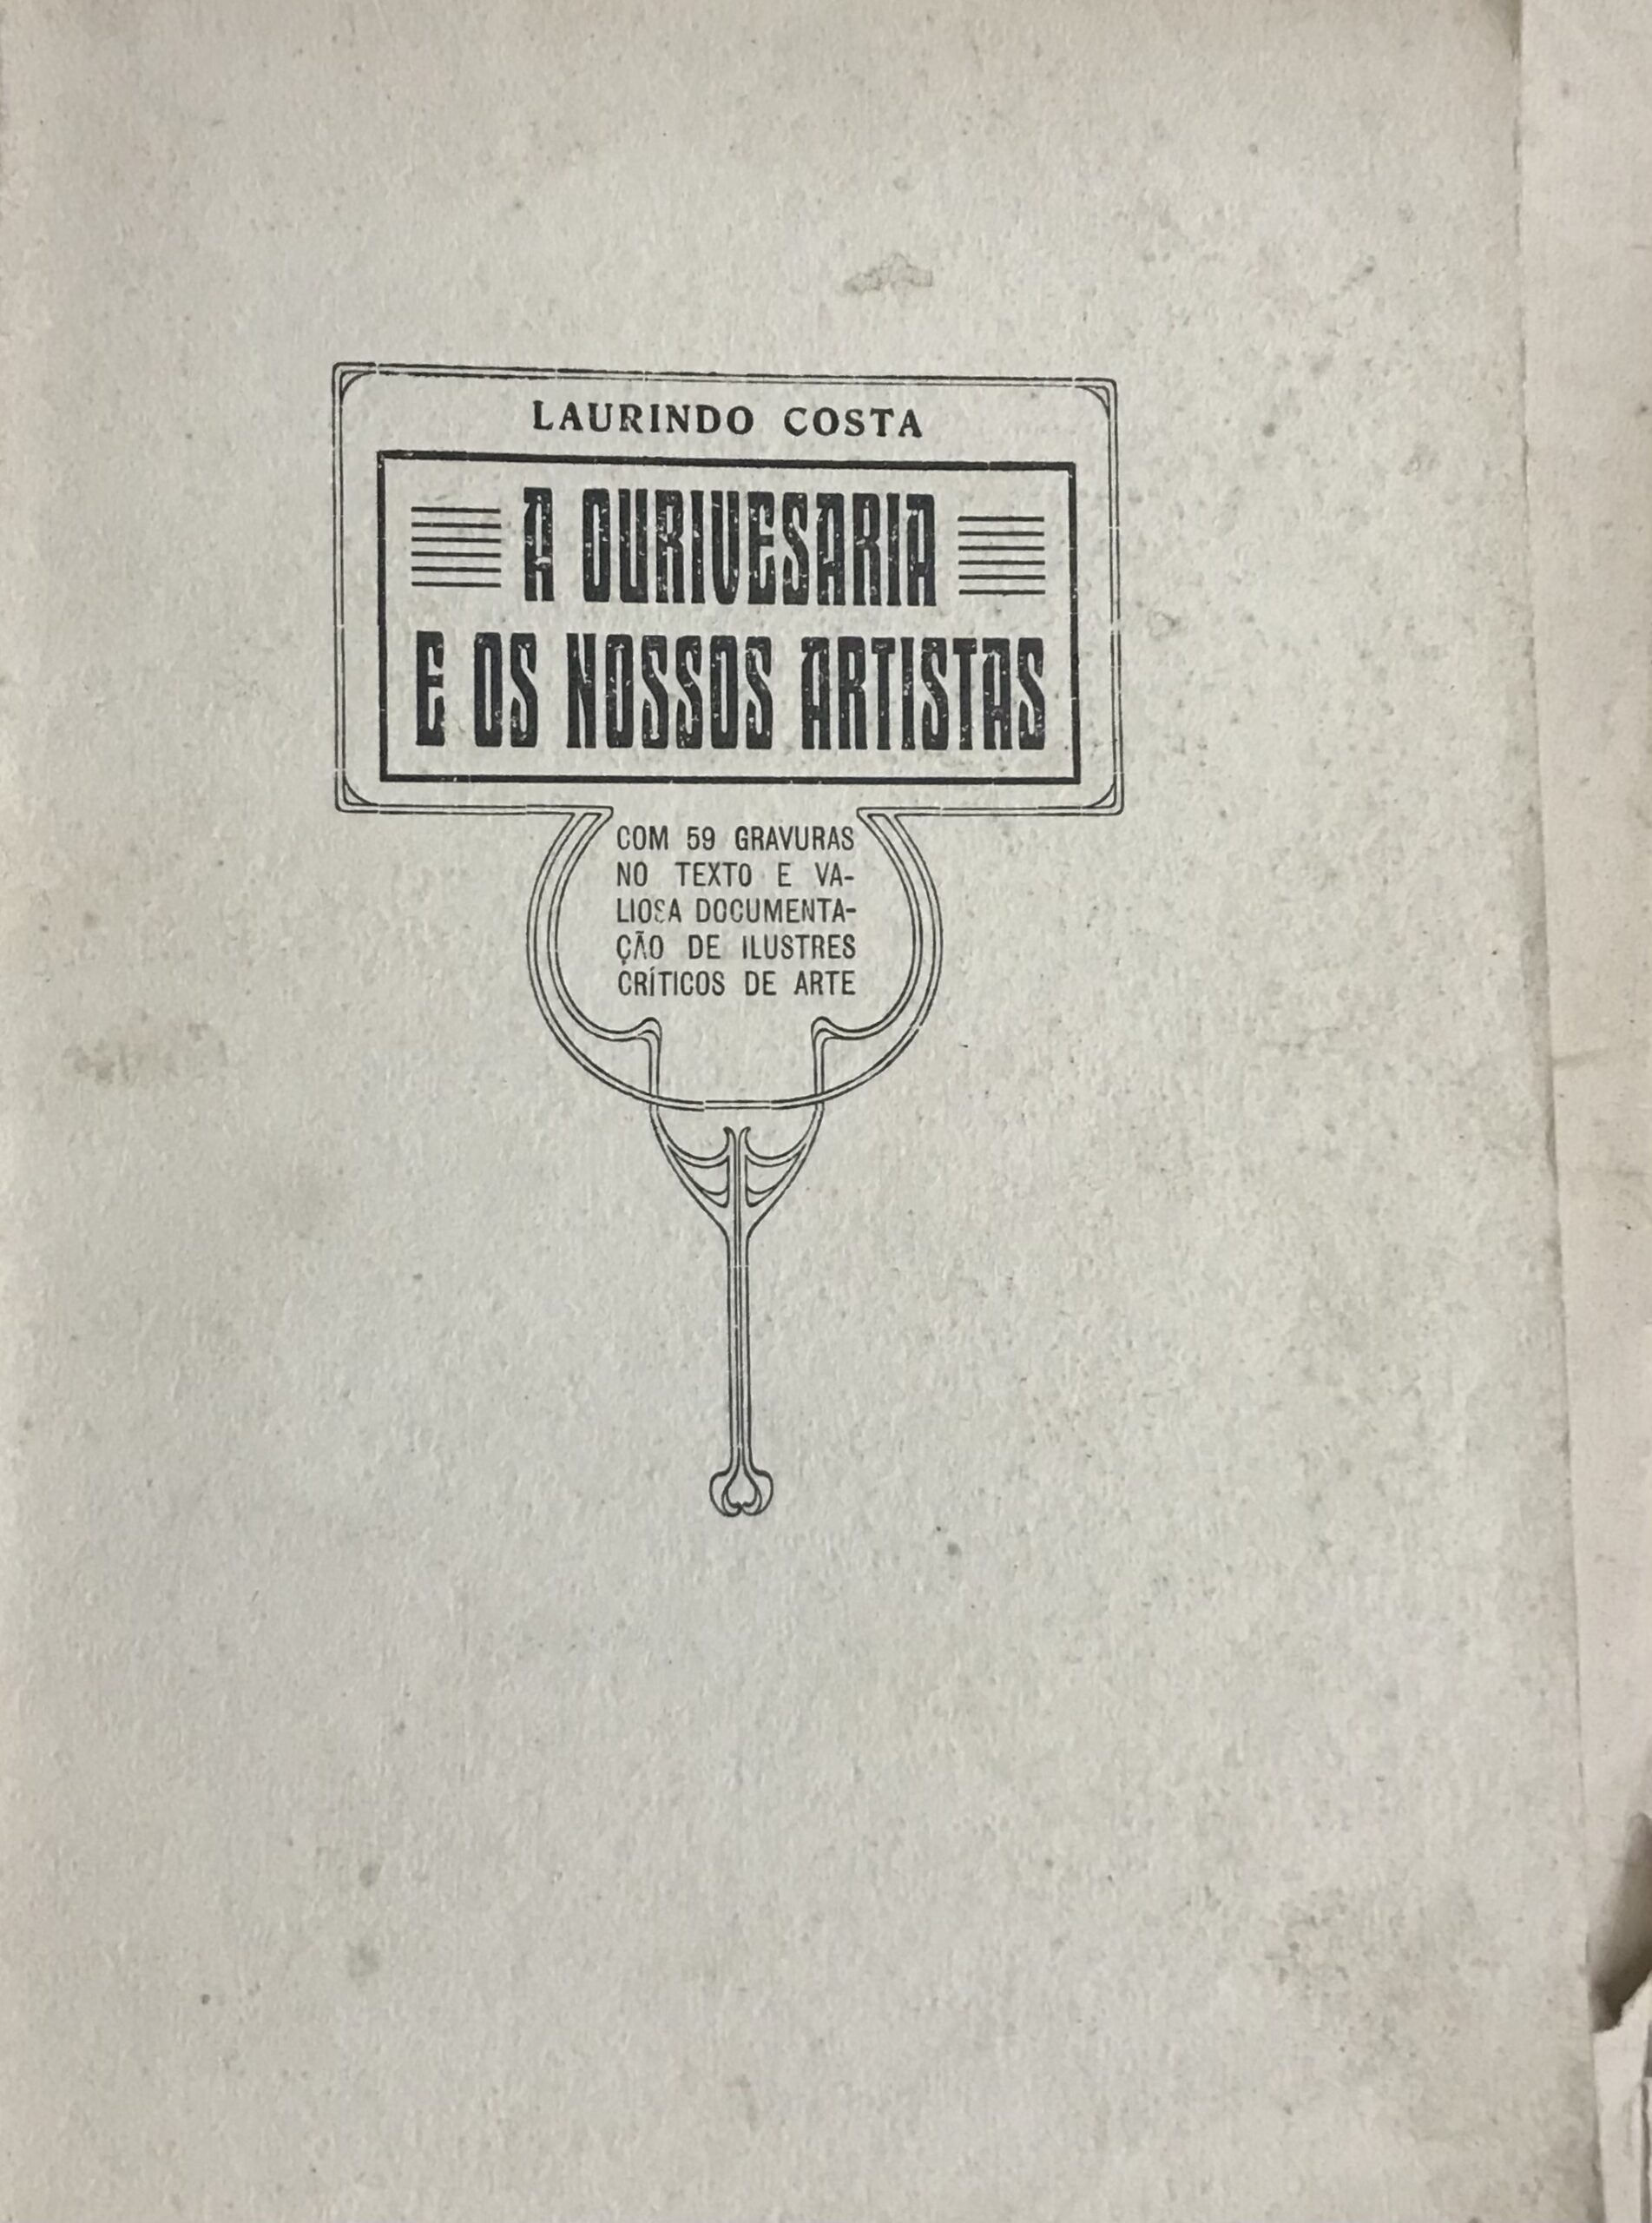 LAURINDO COSTA
A OURIVESARIA
E OS NOSSOS ARTISTAS
COM 59 GRAVURAS
NO TEXTO E VA-
LIOSA DOCUMENTA-
ÇÃO DE ILUSTRES
CRÍTICOS DE ARTE